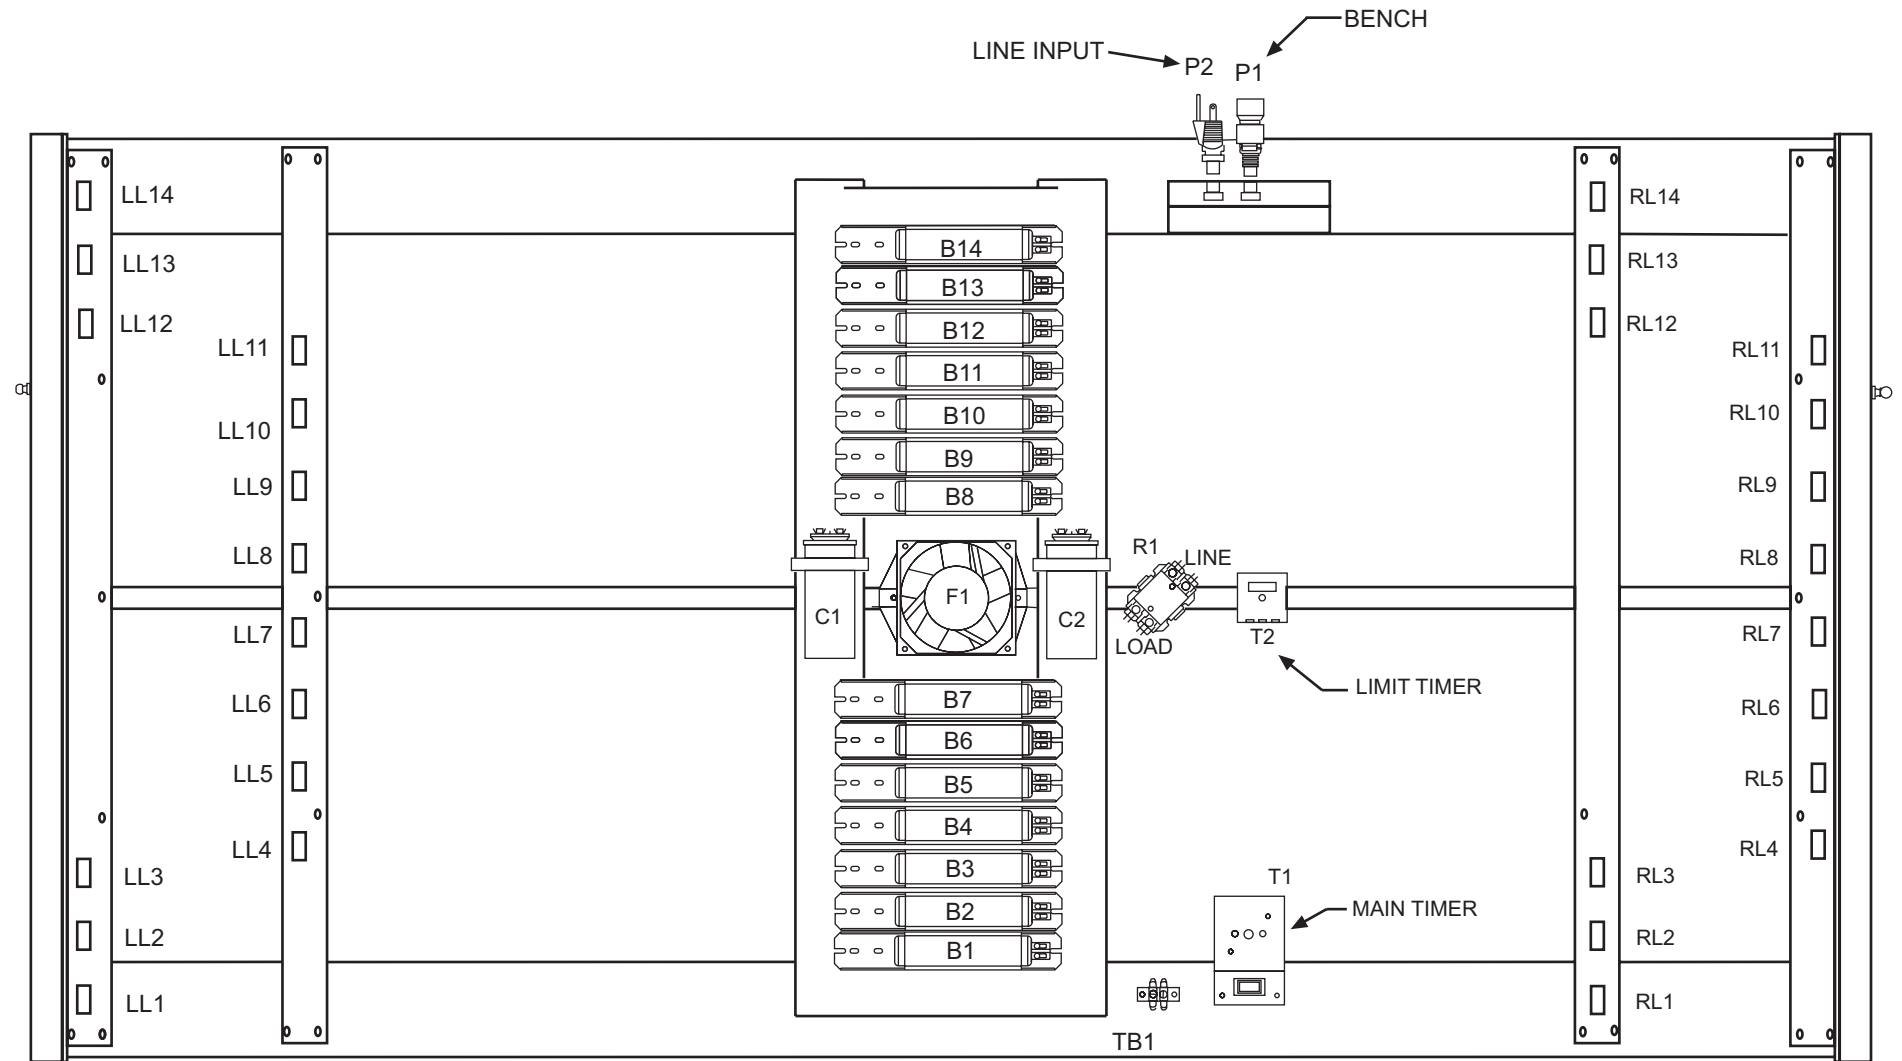 BENCH
LINE INPUT
P2
P1
LL14
B14
RL14
LL13
B13
RL13
LL12
B12
RL12
LL11
B11
RL11
LL10
B10
RL10
LL9
B9
RL9
B8
LL8
R1
LINE
RL8
C1
F1
C2
LL7
LOAD
T2
RL7
LIMIT TIMER
LL6
B7
RL6
B6
LL5
B5
RL5
B4
LL4
RL4
LL3
B3
T1
RL3
B2
MAIN TIMER
LL2
B1
RL2
LL1
RL1
TB1